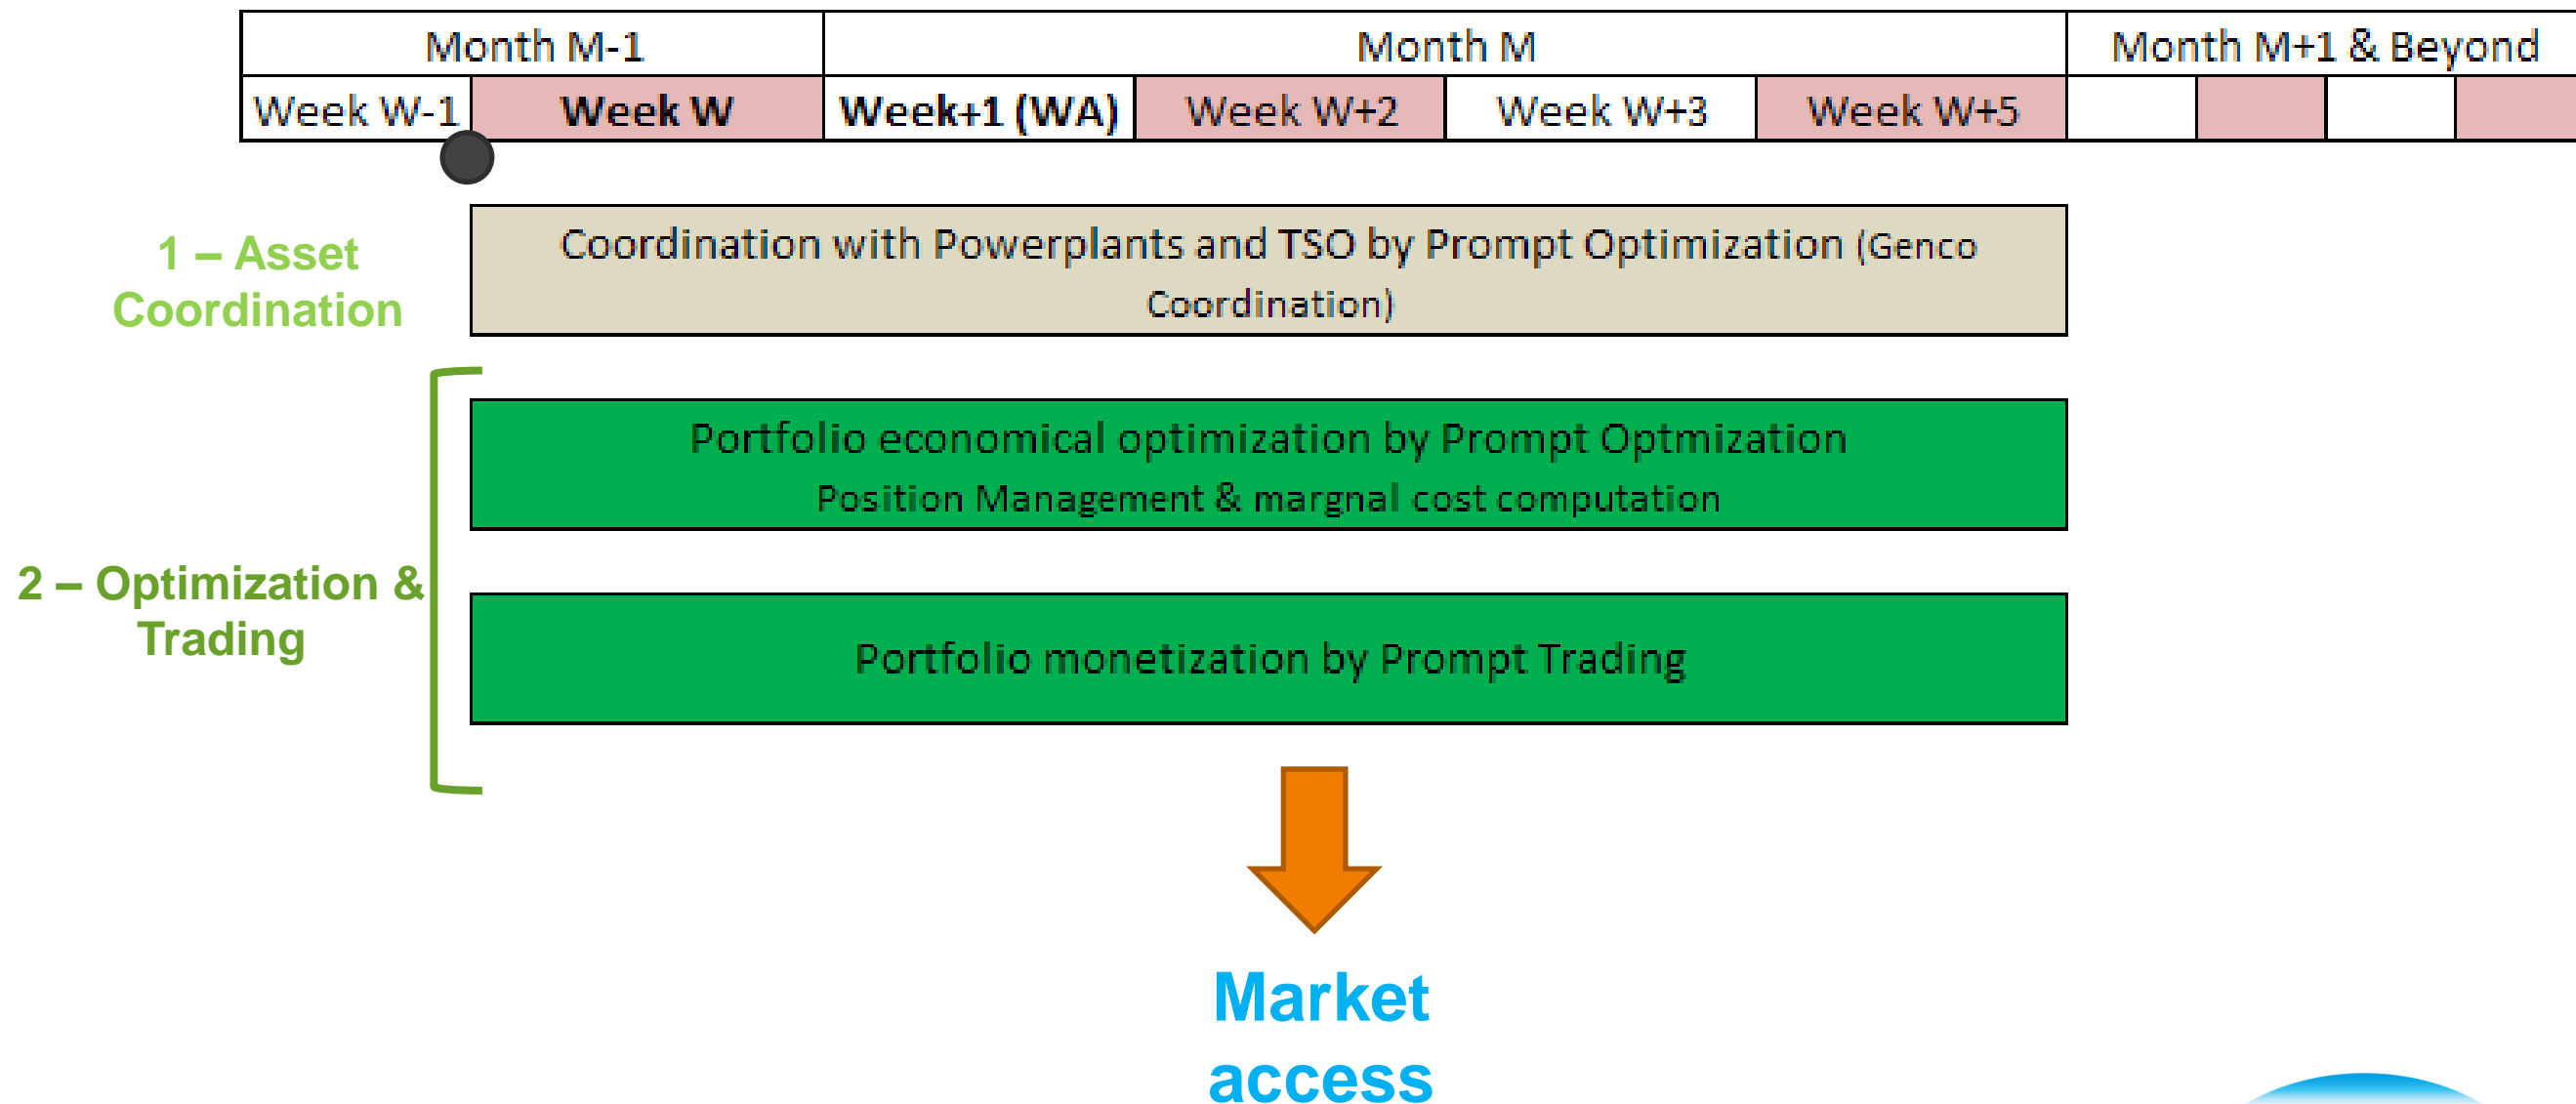 Month M-1 Month M Month M+1 & Beyond
Week W-1 Week W Week+1 (WA) Week W+2 Week W+3 Week W+5
1 – Asset
Coordination
Coordination with Powerplants and TSO by Prompt Optimization (Genco
Coordination)
Portfolio economical optimization by Prompt Optmization
Position Management & margnal cost computation
2 – Optimization &
Trading
Portfolio monetization by Prompt Trading
Market
access